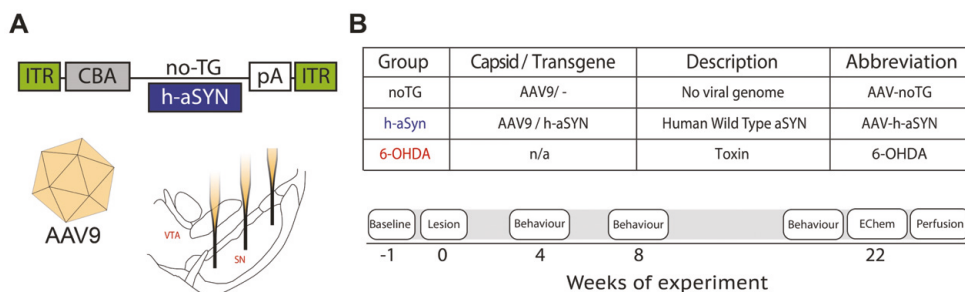 A
ITR CBA no-TG pA ITR
h-aSYN
AAV9
VTA
SN
B
Group Capsid / Transgene Description Abbreviation
noTG AAV9/ - No viral genome AAV-noTG
h-aSyn AAV9 / h-aSYN Human Wild Type aSYN AAV-h-aSYN
6-OHDA n/a Toxin 6-OHDA
Baseline Lesion Behaviour Behaviour Behaviour EChem Perfusion
-1 0 4 8 22
Weeks of experiment